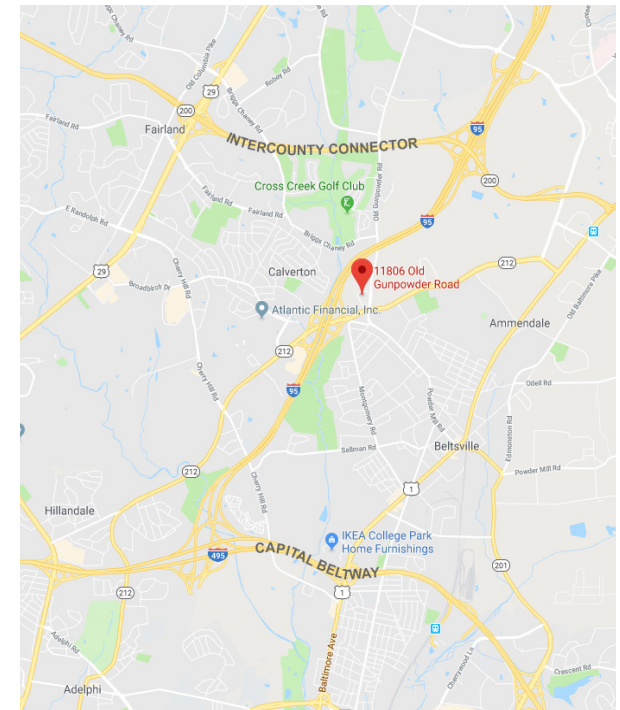 Briggs Chaney Rd
Old Columbia Pike
Robey Rd
29
Briggs Chaney Rd
200
Fairland Rd
Fairland
INTERCOUNTY CONNECTOR
95
200
Cross Creek Golf Club
Old Gunpowder Rd
Fairland Rd
Fairland Rd
E Randolph Rd
95
Briggs Chaney Rd
Cherry Hill Rd
29
Calverton
11806 Old
Gunpowder Road
212
Broadbirch Dr
Old Baltimore Pike
Atlantic Financial, Inc.
Ammendale
212
95
Cherry Hill Rd
Montgomery Rd
Powder Mill Rd
Odell Rd
Edmonston Rd
Beltsville
Sellman Rd
212
Cherry Hill Rd
Powder Mill Rd
1
Hillandale
IKEA College Park
Home Furnishings
495
CAPITAL BELTWAY
201
212
1
Adelphi Rd
Baltimore Ave
Cherrywood Ln
Crescent Rd
Adelphi